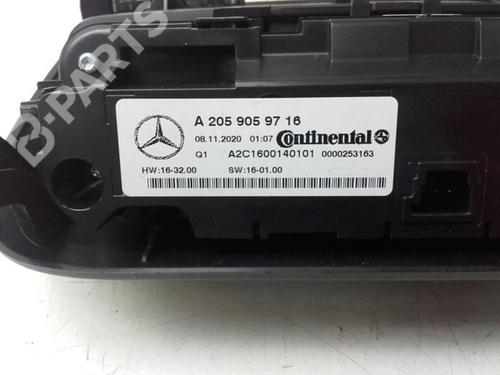 B-PARTS
A 205 905 97 16
08.11.2020 01:07 Continental
Q1 A2C1600140101 0000253163
HW:16-32.00 SW:16-01.00